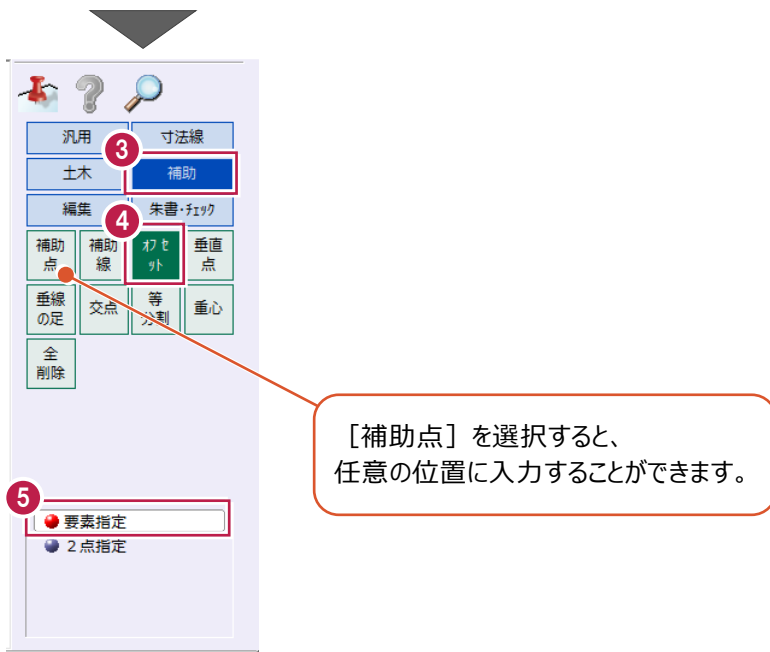 汎用
寸法線
3
土木
補助
編集
朱書・ﾁｪｯｸ
4
補助
点
補助
線
ｵﾌｾ
ｯﾄ
垂直
点
垂線
の足
交点
等
分割
重心
全
削除
［補助点］を選択すると、
任意の位置に入力することができます。
5
要素指定
２点指定